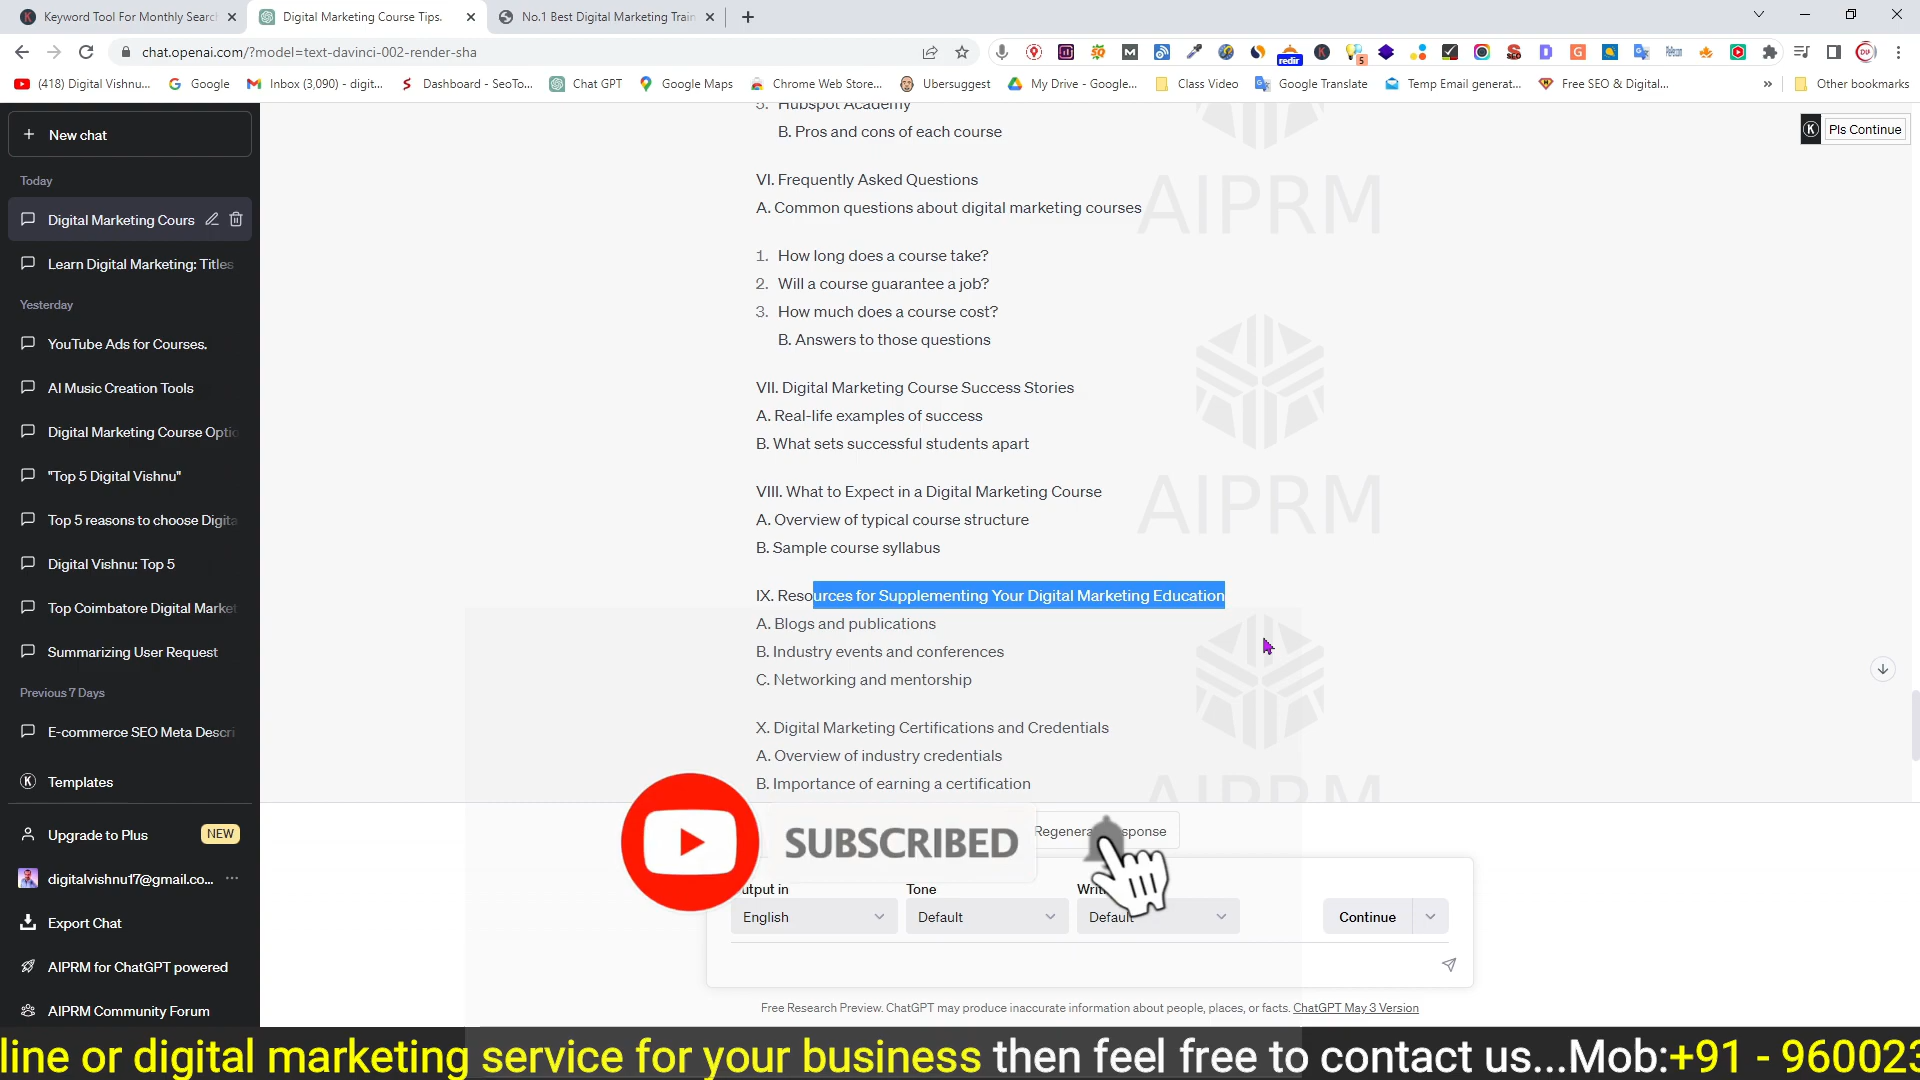 Keyword Tool For Monthly Searc
Digital Marketing Course Tips.
No.1 Best Digital Marketing Train
chat.openai.com/?model=text-davinci-002-render-sha
redir
5
(418) Digital Vishnu...
Google
Inbox (3,090) - digit...
Dashboard - SeoTo...
Chat GPT
Google Maps
Chrome Web Store...
Ubersuggest
My Drive - Google...
Class Video
Google Translate
Temp Email generat...
Free SEO & Digital...
»
Other bookmarks
New chat
Today
Digital Marketing Cours
Learn Digital Marketing: Titles
Yesterday
YouTube Ads for Courses.
AI Music Creation Tools
Digital Marketing Course Optic
"Top 5 Digital Vishnu"
Top 5 reasons to choose Digita
Digital Vishnu: Top 5
Top Coimbatore Digital Market
Summarizing User Request
Previous 7 Days
E-commerce SEO Meta Descri
Templates
Upgrade to Plus
NEW
digitalvishnu17@gmail.co...
Export Chat
AIPRM for ChatGPT powered
AIPRM Community Forum
Pls Continue
5. Hubspot Academy
B. Pros and cons of each course
VI. Frequently Asked Questions
A. Common questions about digital marketing courses
1. How long does a course take?
2. Will a course guarantee a job?
3. How much does a course cost?
B. Answers to those questions
VII. Digital Marketing Course Success Stories
A. Real-life examples of success
B. What sets successful students apart
VIII. What to Expect in a Digital Marketing Course
A. Overview of typical course structure
B. Sample course syllabus
IX. Resources for Supplementing Your Digital Marketing Education
A. Blogs and publications
B. Industry events and conferences
C. Networking and mentorship
X. Digital Marketing Certifications and Credentials
A. Overview of industry credentials
B. Importance of earning a certification
AIPRM
AIPRM
AIPRM
SUBSCRIBED
Tone
English
Default
Default
Continue
Free Research Preview. ChatGPT may produce inaccurate information about people, places, or facts. ChatGPT May 3 Version
line or digital marketing service for your business then feel free to contact us...Mob:+91 - 960023